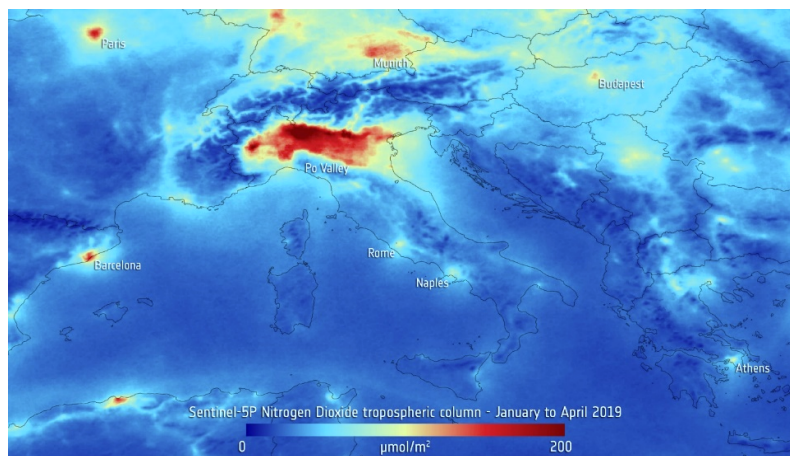 Paris
Munich
Budapest
Po Valley
Barcelona
Rome
Naples
Athens
Sentinel-5P Nitrogen Dioxide tropospheric column - January to April 2019
0 µmol/m² 200